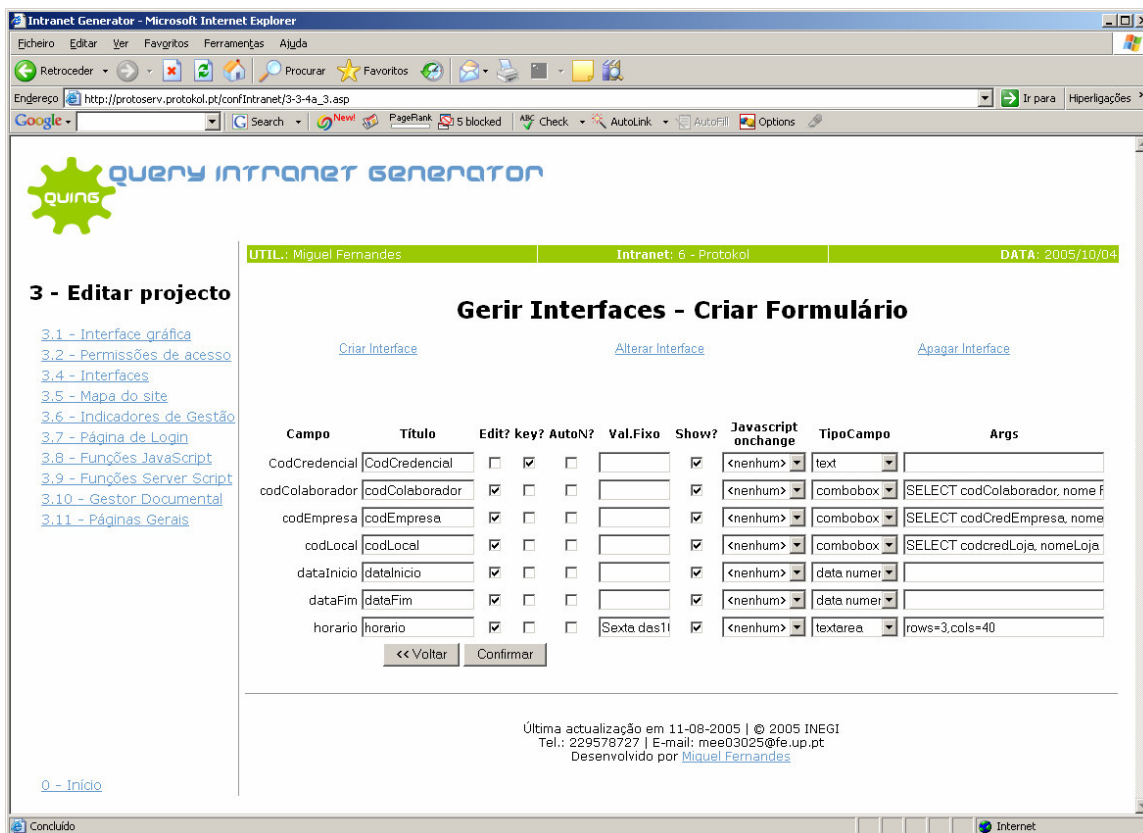 Intranet Generator - Microsoft Internet Explorer
Ficheiro Editar Ver Favoritos Ferramentas Ajuda
Retroceder Procurar Favoritos
Endereço http://protoserv.protokol.pt/confIntranet/3-3-4a_3.asp Ir para Hiperligações
Google Search New! PageRank 5 blocked ABC Check AutoLink AutoFill Options
QUING QUERY INTRANET GENERATOR
UTIL.: Miguel Fernandes Intranet: 6 - Protokol DATA: 2005/10/04
3 - Editar projecto
3.1 - Interface gráfica
3.2 - Permissões de acesso
3.4 - Interfaces
3.5 - Mapa do site
3.6 - Indicadores de Gestão
3.7 - Página de Login
3.8 - Funções JavaScript
3.9 - Funções Server Script
3.10 - Gestor Documental
3.11 - Páginas Gerais
0 - Início
Gerir Interfaces - Criar Formulário
Criar Interface Alterar Interface Apagar Interface
Campo Título Edit? key? AutoN? Val.Fixo Show? Javascript onchange TipoCampo Args
CodCredencial CodCredencial <nenhum> text
codColaborador codColaborador <nenhum> combobox SELECT codColaborador, nome F
codEmpresa codEmpresa <nenhum> combobox SELECT codCredEmpresa, nome
codLocal codLocal <nenhum> combobox SELECT codcredLoja, nomeLoja
dataInicio dataInicio <nenhum> data numer
dataFim dataFim <nenhum> data numer
horario horario Sexta das1 <nenhum> textarea rows=3,cols=40
<< Voltar Confirmar
Última actualização em 11-08-2005 | © 2005 INEGI
Tel.: 229578727 | E-mail: mee03025@fe.up.pt
Desenvolvido por Miguel Fernandes
Concluído Internet